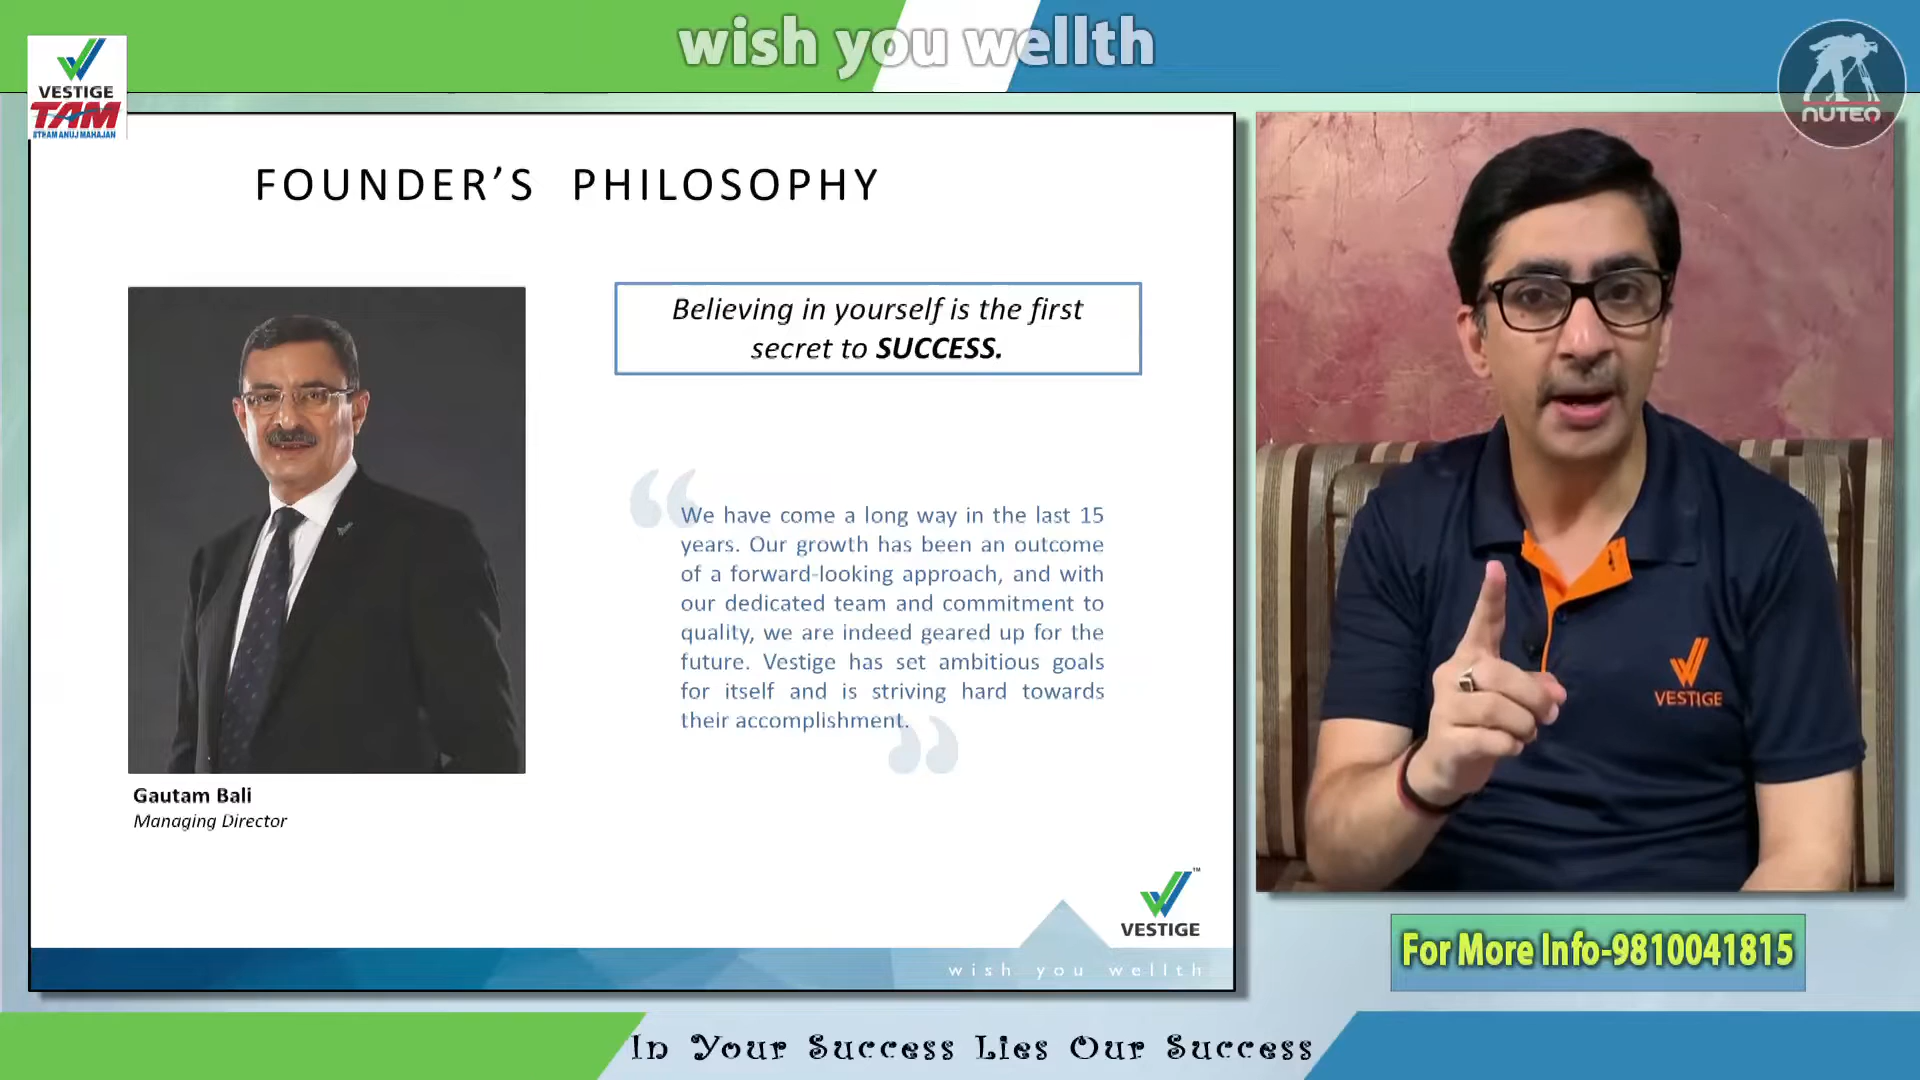 wish you wellth
VESTIGE
TAM
STEAM ANUJ MAHAJAN
NUTEQ
FOUNDER’S PHILOSOPHY
Believing in yourself is the first
secret to SUCCESS.
“
We have come a long way in the last 15
years. Our growth has been an outcome
of a forward-looking approach, and with
our dedicated team and commitment to
quality, we are indeed geared up for the
future. Vestige has set ambitious goals
for itself and is striving hard towards
their accomplishment.
”
Gautam Bali
Managing Director
VESTIGE
TM
VESTIGE
wish you wellth
For More Info-9810041815
In Your Success Lies Our Success